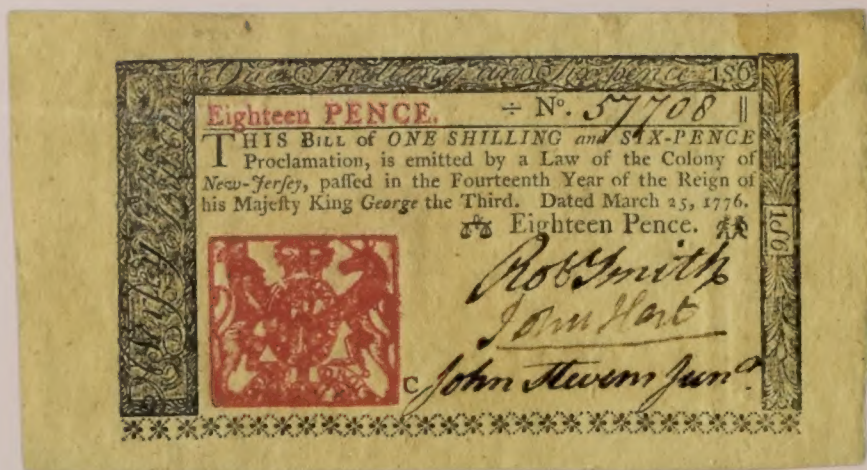 One Shilling and Sixpence 1s6
Eighteen PENCE. ÷ No. 57708 ||
THIS BILL of ONE SHILLING and SIX-PENCE
Proclamation, is emitted by a Law of the Colony of
New-Jerſey, paſſed in the Fourteenth Year of the Reign of
his Majeſty King George the Third. Dated March 25, 1776.
Eighteen Pence.
1ſ6
Robt Smith
John Hart
C John Stevens Junr.